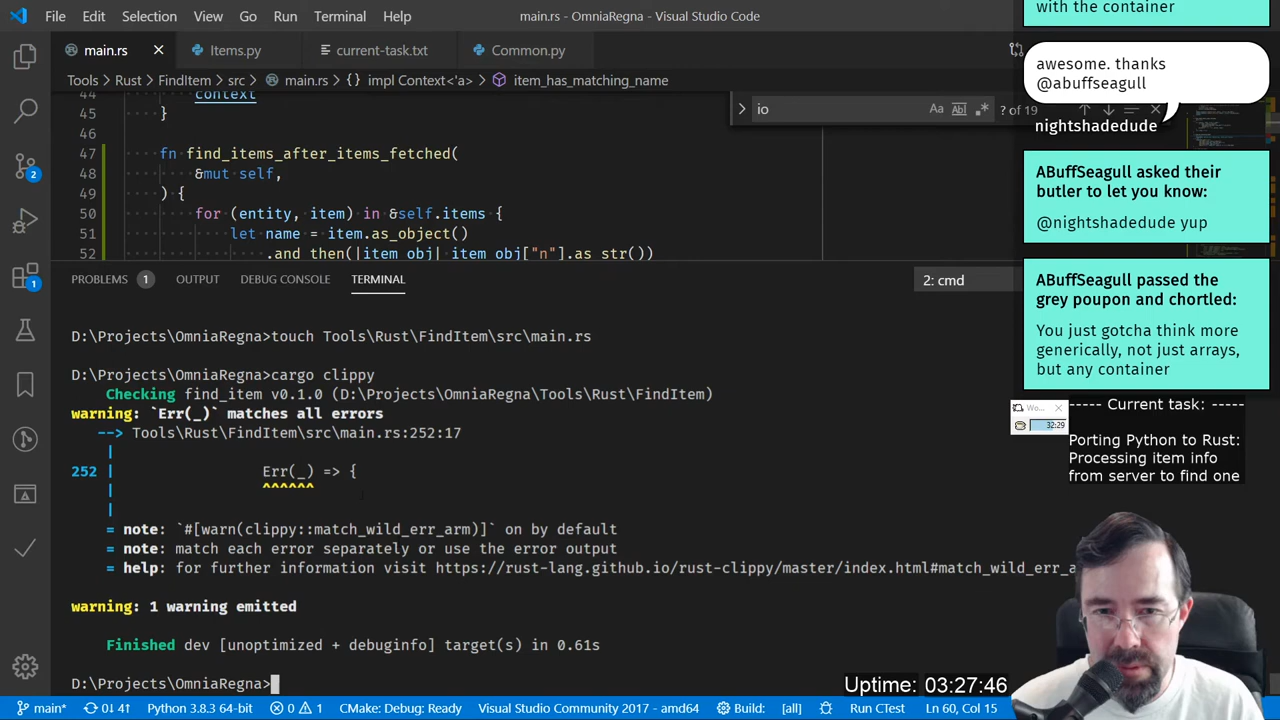 File Edit Selection View Go Run Terminal Help main.rs - OmniaRegna - Visual Studio Code
main.rs Items.py current-task.txt Common.py
Tools > Rust > FindItem > src > main.rs > {} impl Context<'a> > item_has_matching_name
io Aa Abl .* ? of 19
44 context
45 }
46
47 fn find_items_after_items_fetched(
48 &mut self,
49 ) {
50 for (entity, item) in &self.items {
51 let name = item.as_object()
52 .and_then(|item_obj| item_obj["n"].as_str())
PROBLEMS 1 OUTPUT DEBUG CONSOLE TERMINAL 2: cmd
D:\Projects\OmniaRegna>touch Tools\Rust\FindItem\src\main.rs
D:\Projects\OmniaRegna>cargo clippy
Checking find_item v0.1.0 (D:\Projects\OmniaRegna\Tools\Rust\FindItem)
warning: `Err(_)` matches all errors
--> Tools\Rust\FindItem\src\main.rs:252:17
|
252 | Err(_) => {
| ^^^^^^
|
= note: `#[warn(clippy::match_wild_err_arm)]` on by default
= note: match each error separately or use the error output
= help: for further information visit https://rust-lang.github.io/rust-clippy/master/index.html#match_wild_err_a
warning: 1 warning emitted
Finished dev [unoptimized + debuginfo] target(s) in 0.61s
D:\Projects\OmniaRegna>
with the container
awesome. thanks
@abuffseagull
nightshadedude
ABuffSeagull asked their
butler to let you know:
@nightshadedude yup
ABuffSeagull passed the
grey poupon and chortled:
You just gotcha think more
generically, not just arrays,
but any container
Wo...
32:29
----- Current task: -----
Porting Python to Rust:
Processing item info
from server to find one
2
1
Uptime: 03:27:46
main* 0↓ 4↑ Python 3.8.3 64-bit 0 1 CMake: Debug: Ready Visual Studio Community 2017 - amd64 Build: [all] Run CTest Ln 60, Col 15